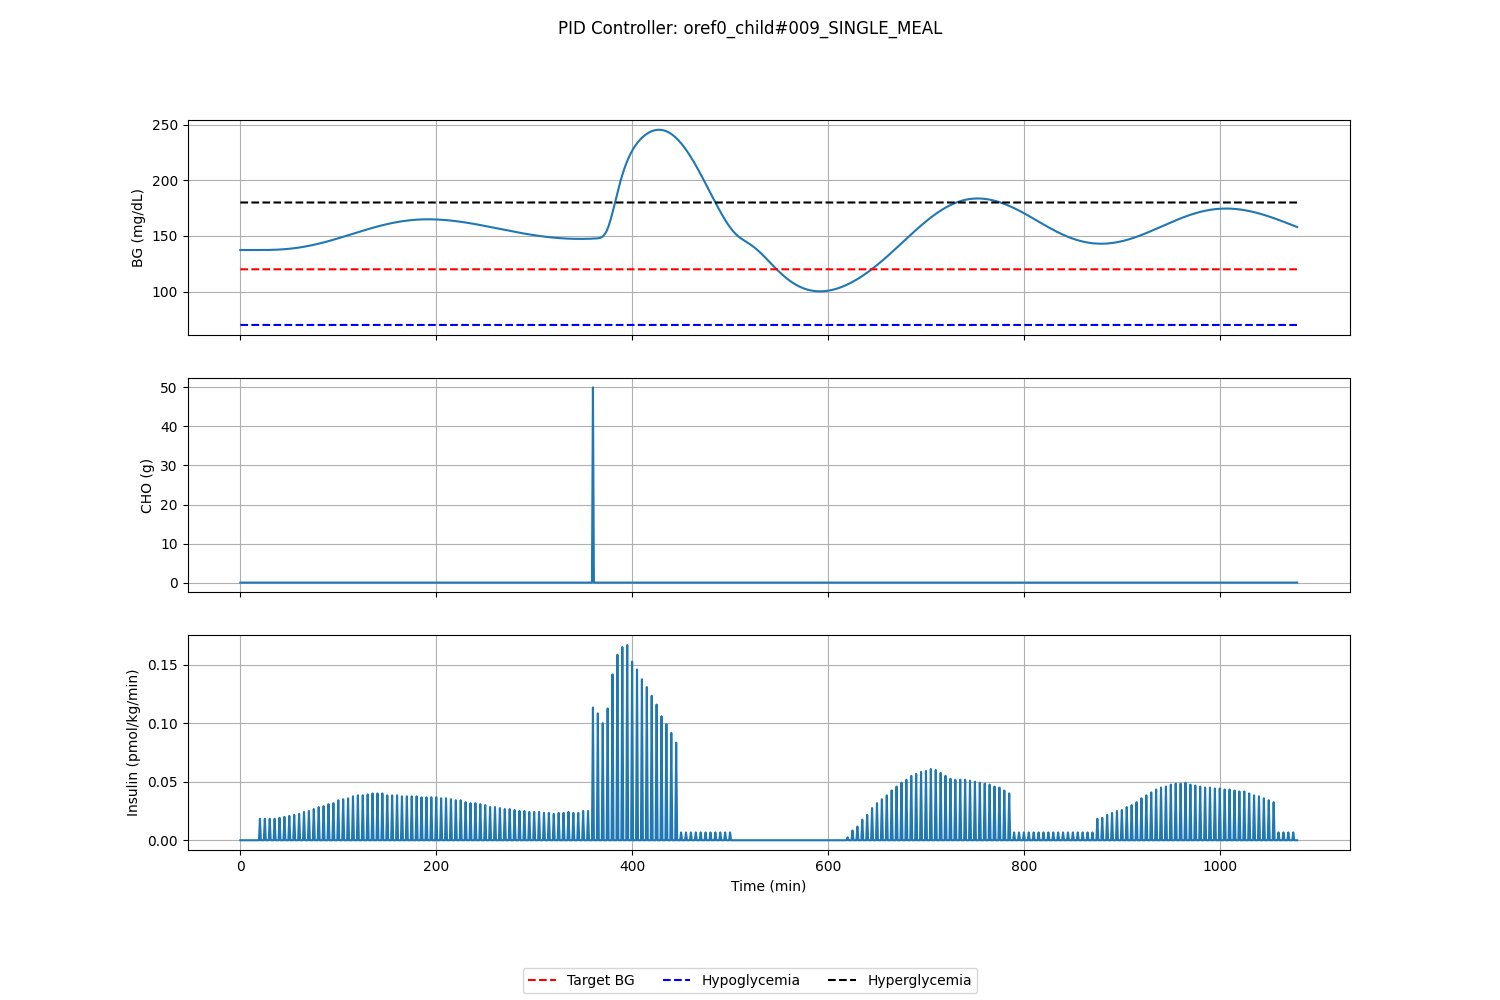 PID Controller: oref0_child#009_SINGLE_MEAL
250
200
150
100
BG (mg/dL)
50
40
30
20
10
0
CHO (g)
0.15
0.10
0.05
0.00
Insulin (pmol/kg/min)
0 200 400 600 800 1000
Time (min)
Target BG Hypoglycemia Hyperglycemia